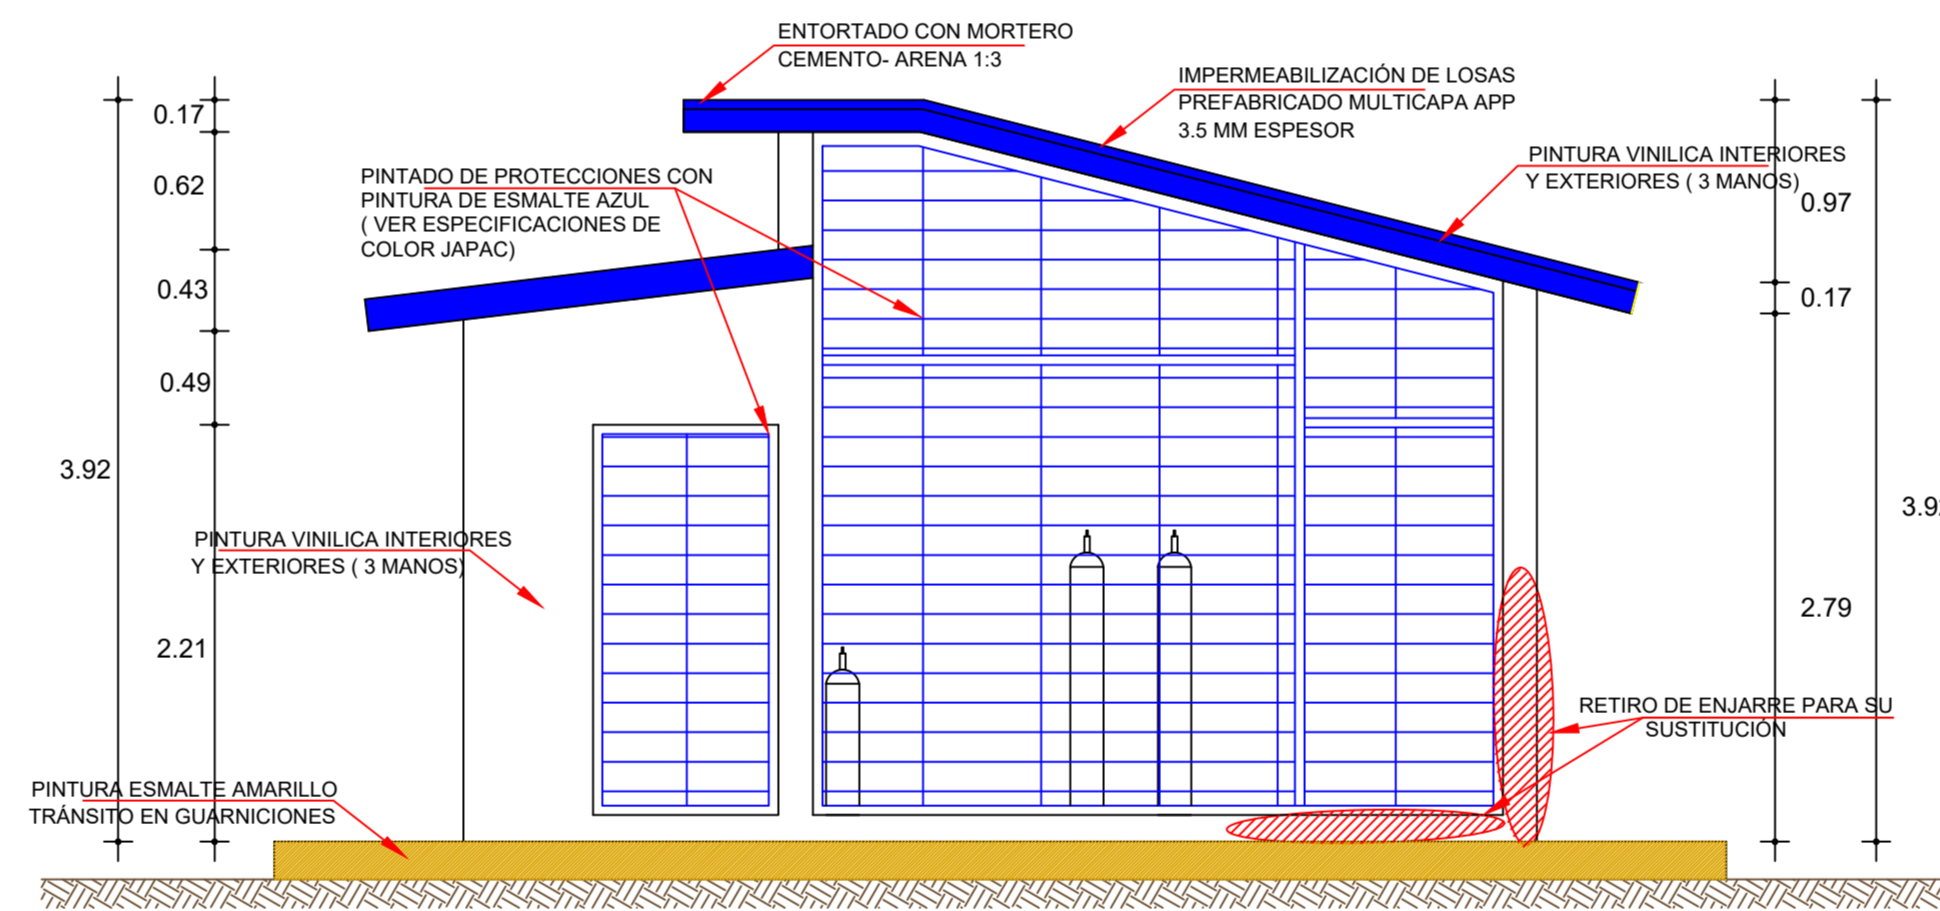 ENTORTADO CON MORTERO
CEMENTO- ARENA 1:3
IMPERMEABILIZACIÓN DE LOSAS
PREFABRICADO MULTICAPA APP
3.5 MM ESPESOR
PINTURA VINILICA INTERIORES
Y EXTERIORES ( 3 MANOS)
PINTADO DE PROTECCIONES CON
PINTURA DE ESMALTE AZUL
( VER ESPECIFICACIONES DE
COLOR JAPAC)
0.17
0.62
0.43
0.49
3.92
2.21
0.97
0.17
2.79
PINTURA VINILICA INTERIORES
Y EXTERIORES ( 3 MANOS)
RETIRO DE ENJARRE PARA SU
SUSTITUCIÓN
PINTURA ESMALTE AMARILLO
TRÁNSITO EN GUARNICIONES